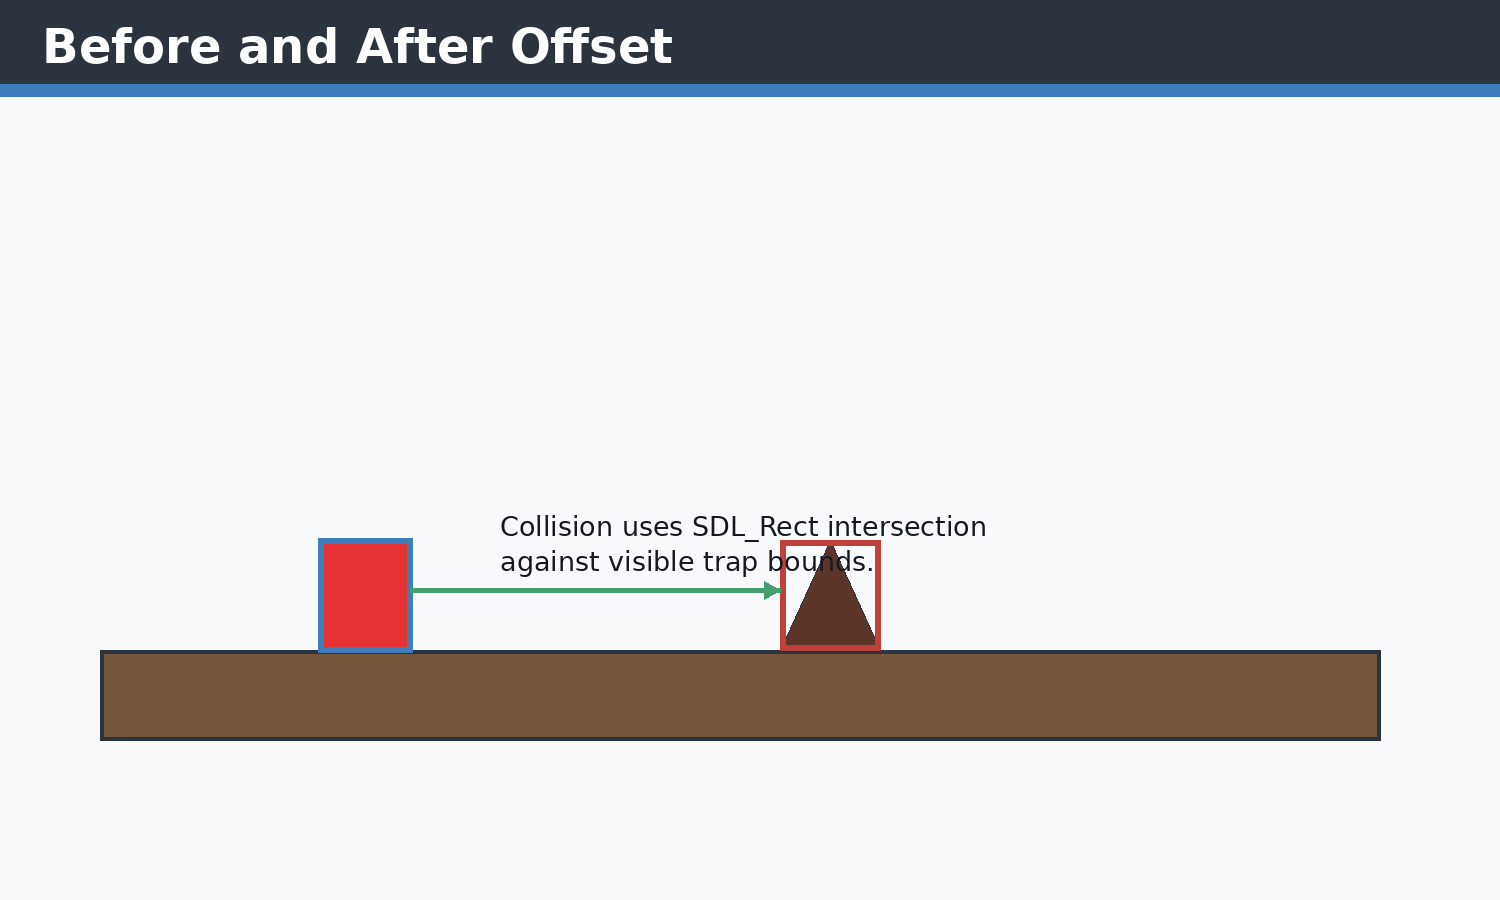 Before and After Offset
Collision uses SDL_Rect intersection
against visible trap bounds.